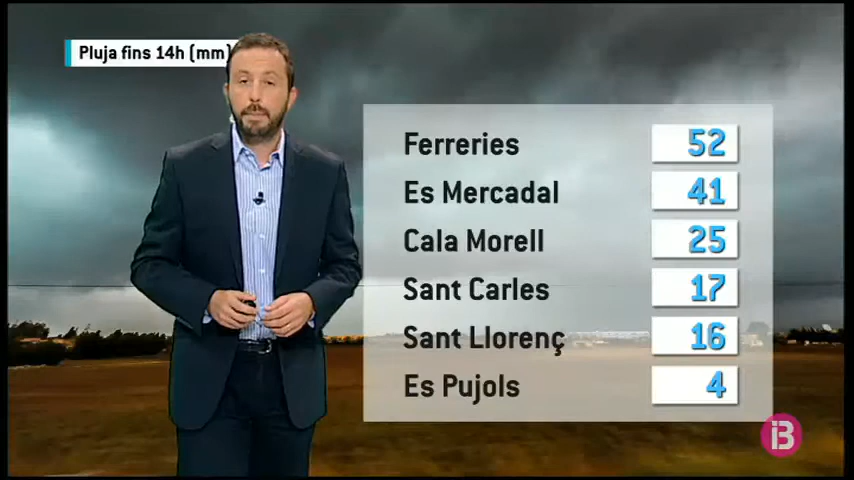 Pluja fins 14h (mm)
Ferreries 52
Es Mercadal 41
Cala Morell 25
Sant Carles 17
Sant Llorenç 16
Es Pujols 4
iB